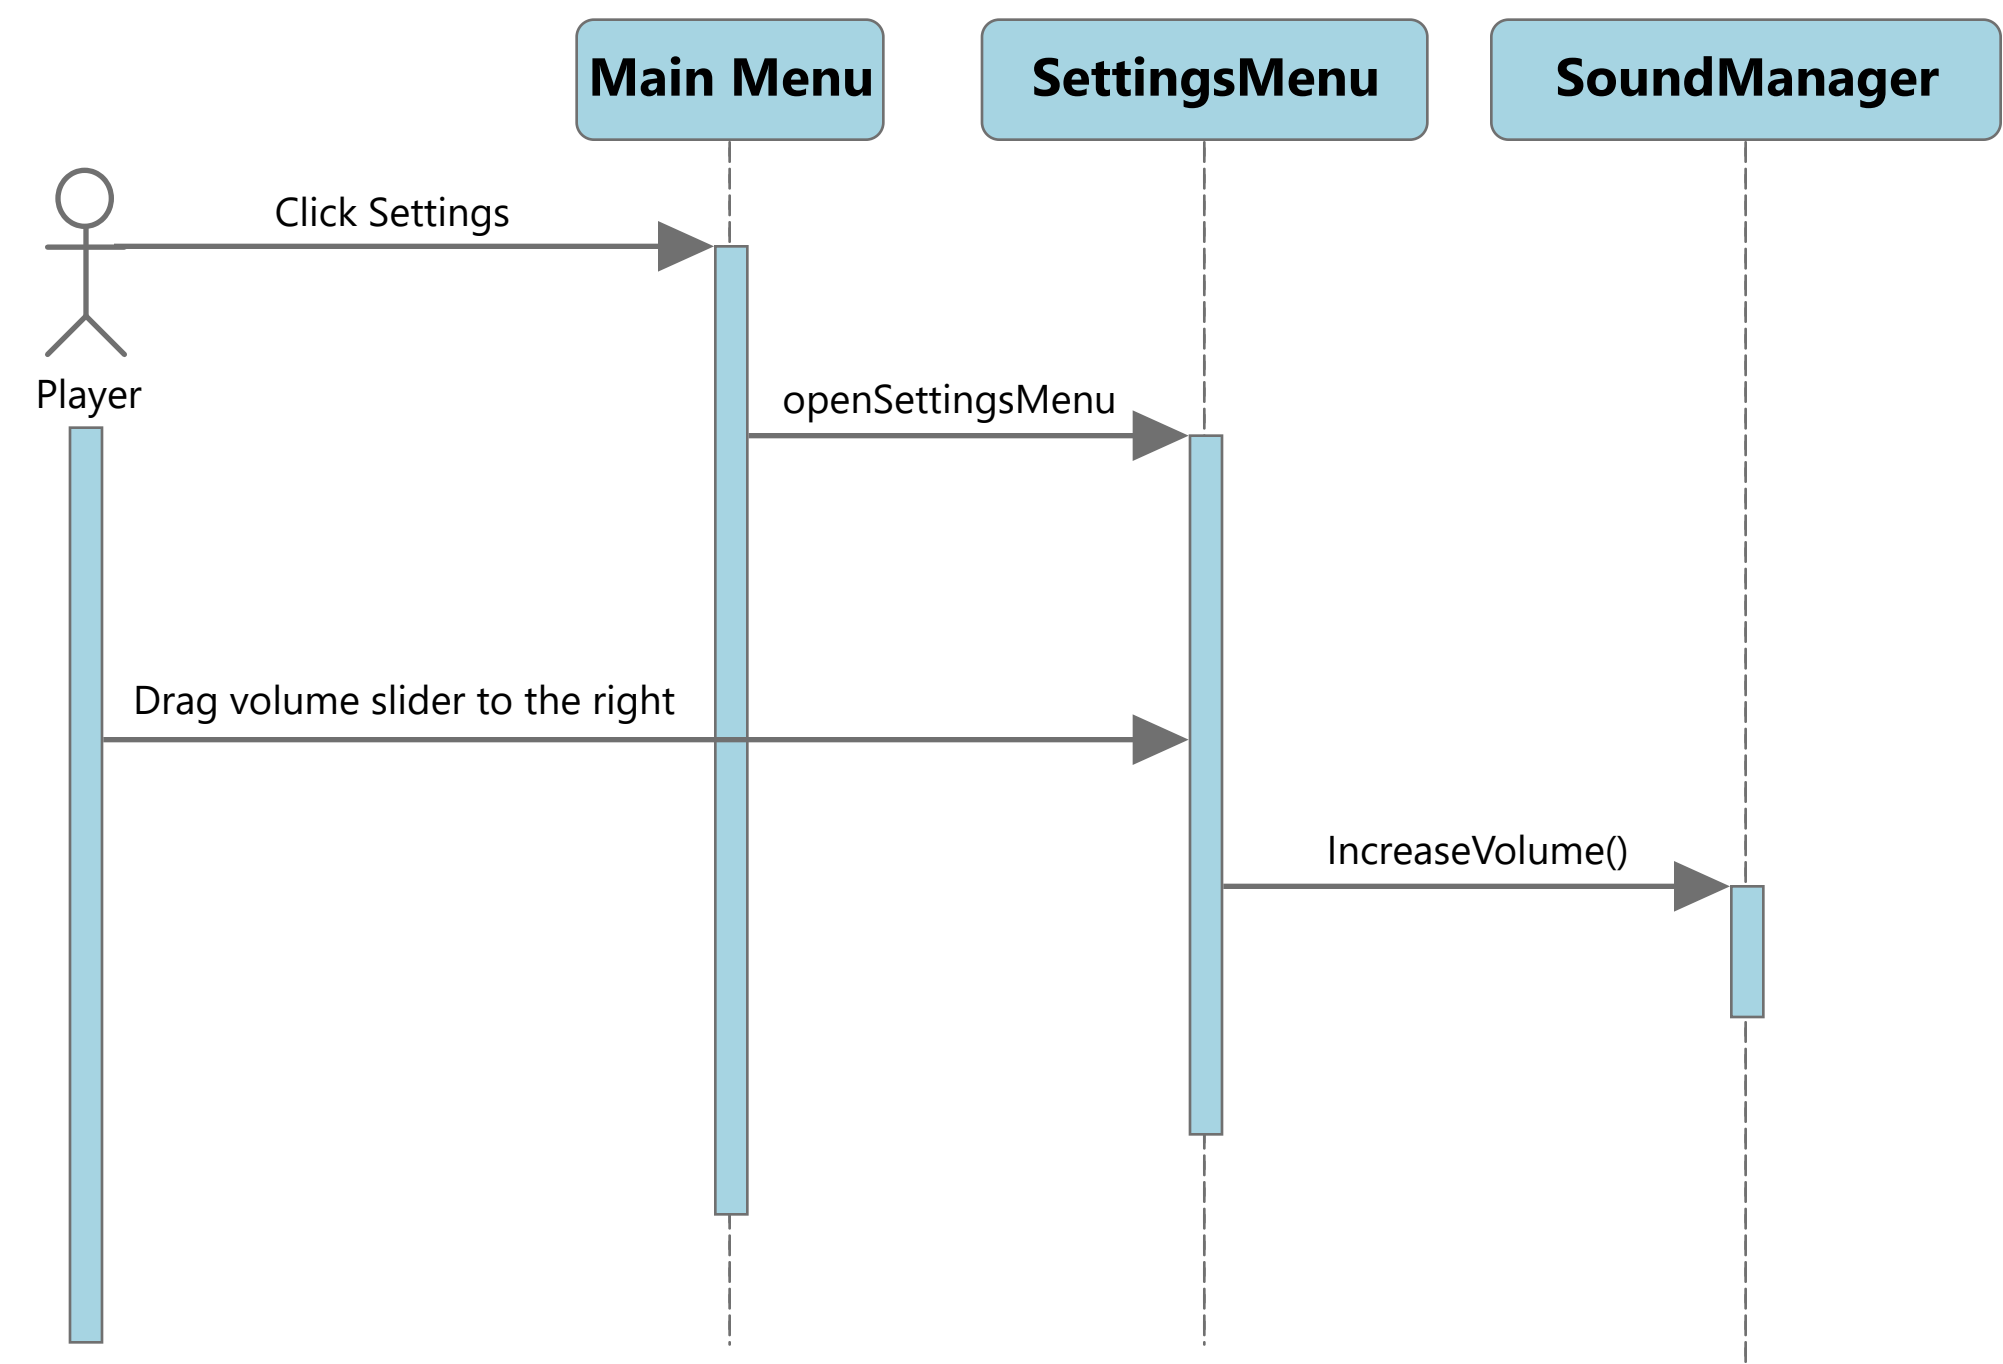 Main Menu
SettingsMenu
SoundManager
Click Settings
Player
openSettingsMenu
Drag volume slider to the right
IncreaseVolume()